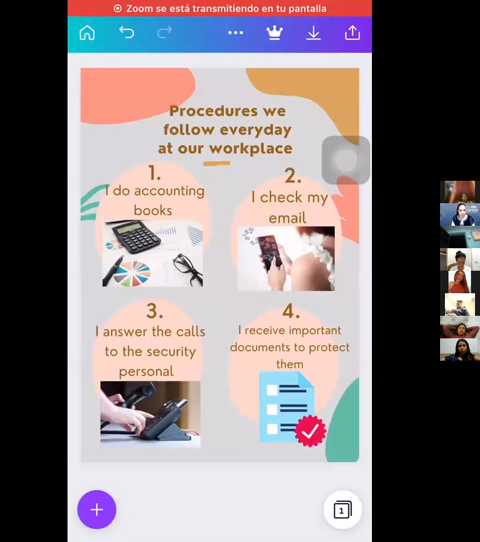 Zoom se está transmitiendo en tu pantalla
Procedures we
follow everyday
at our workplace
1.
I do accounting
books
2.
I check my
email
3.
I answer the calls
to the security
personal
4.
I receive important
documents to protect
them
1